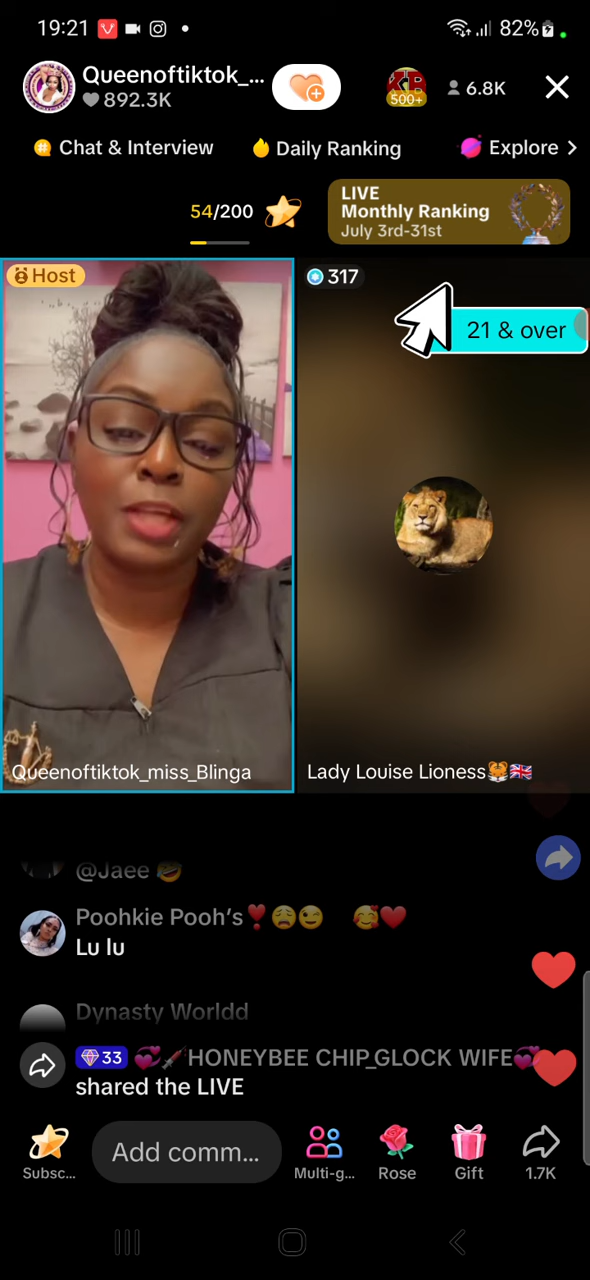 19:21
82%
Queenoftiktok_...
892.3K
500+
6.8K
Chat & Interview
Daily Ranking
Explore
54/200
LIVE
Monthly Ranking
July 3rd-31st
Host
317
21 & over
Queenoftiktok_miss_Blinga
Lady Louise Lioness🐯🇬🇧
@Jaee 🤣
Poohkie Pooh's❣️😩😉 🥰❤️
Lu lu
Dynasty Worldd
33 💞💉HONEYBEE CHIP_GLOCK WIFE💞
shared the LIVE
Subsc...
Add comm...
Multi-g...
Rose
Gift
1.7K